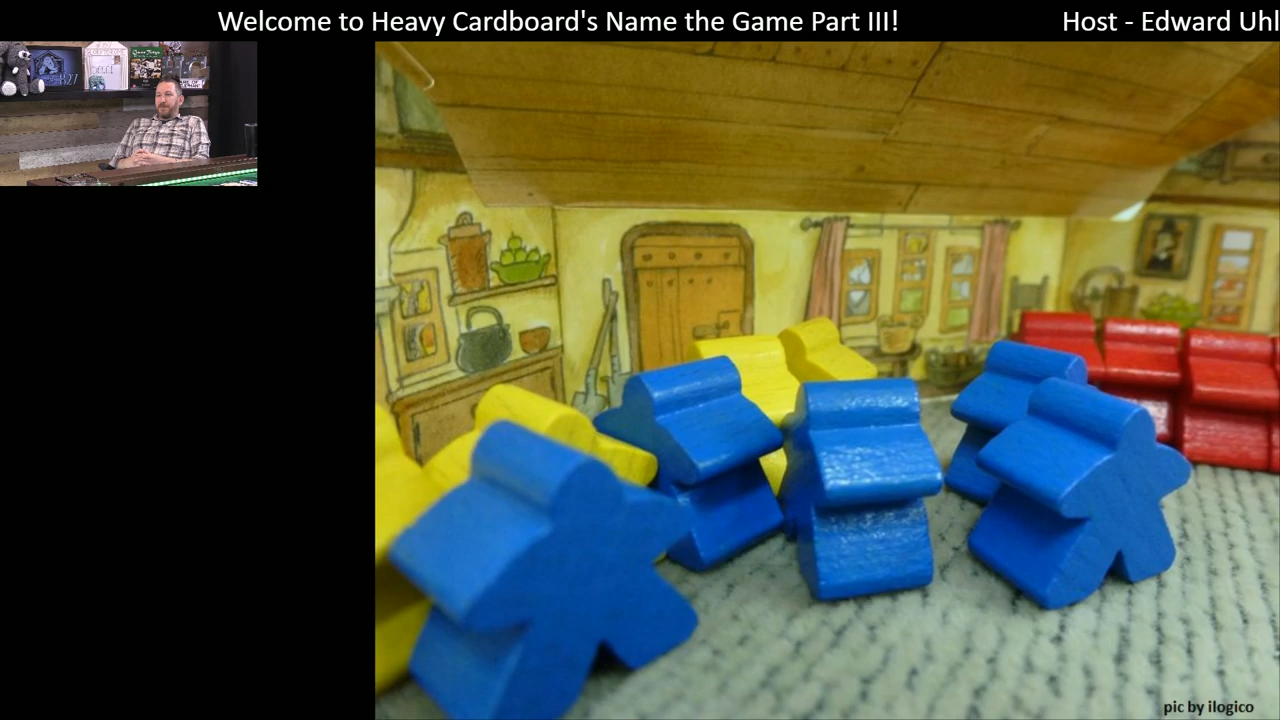 Welcome to Heavy Cardboard's Name the Game Part III!
Host - Edward Uhl
pic by ilogico